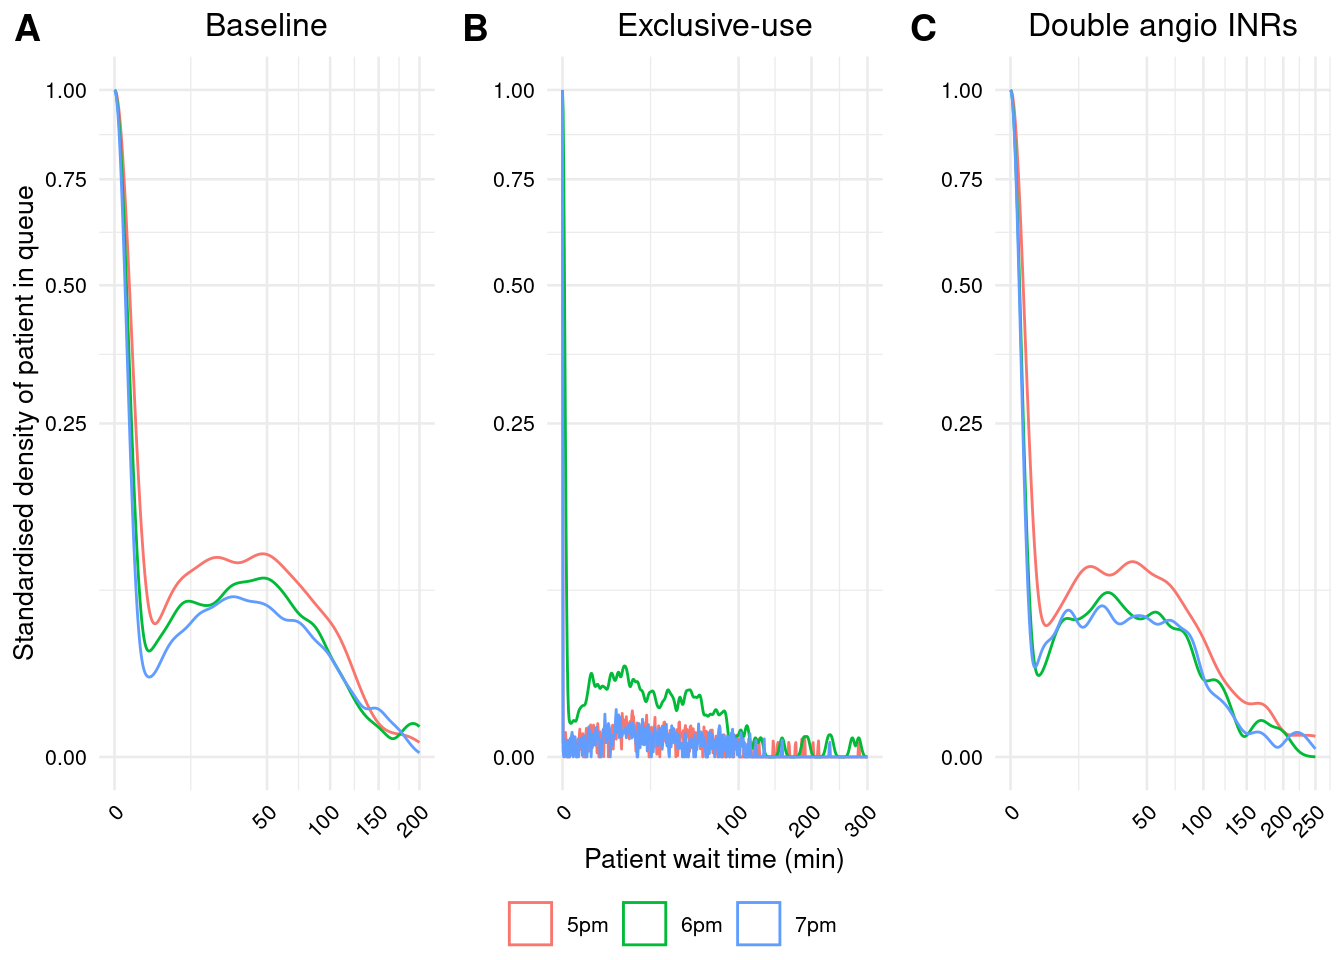 A Baseline
B Exclusive-use
C Double angio INRs
Standardised density of patient in queue
1.00
0.75
0.50
0.25
0.00
0 50 100 150 200
1.00
0.75
0.50
0.25
0.00
0 100 200 300
1.00
0.75
0.50
0.25
0.00
0 50 100 150 200 250
Patient wait time (min)
5pm 6pm 7pm